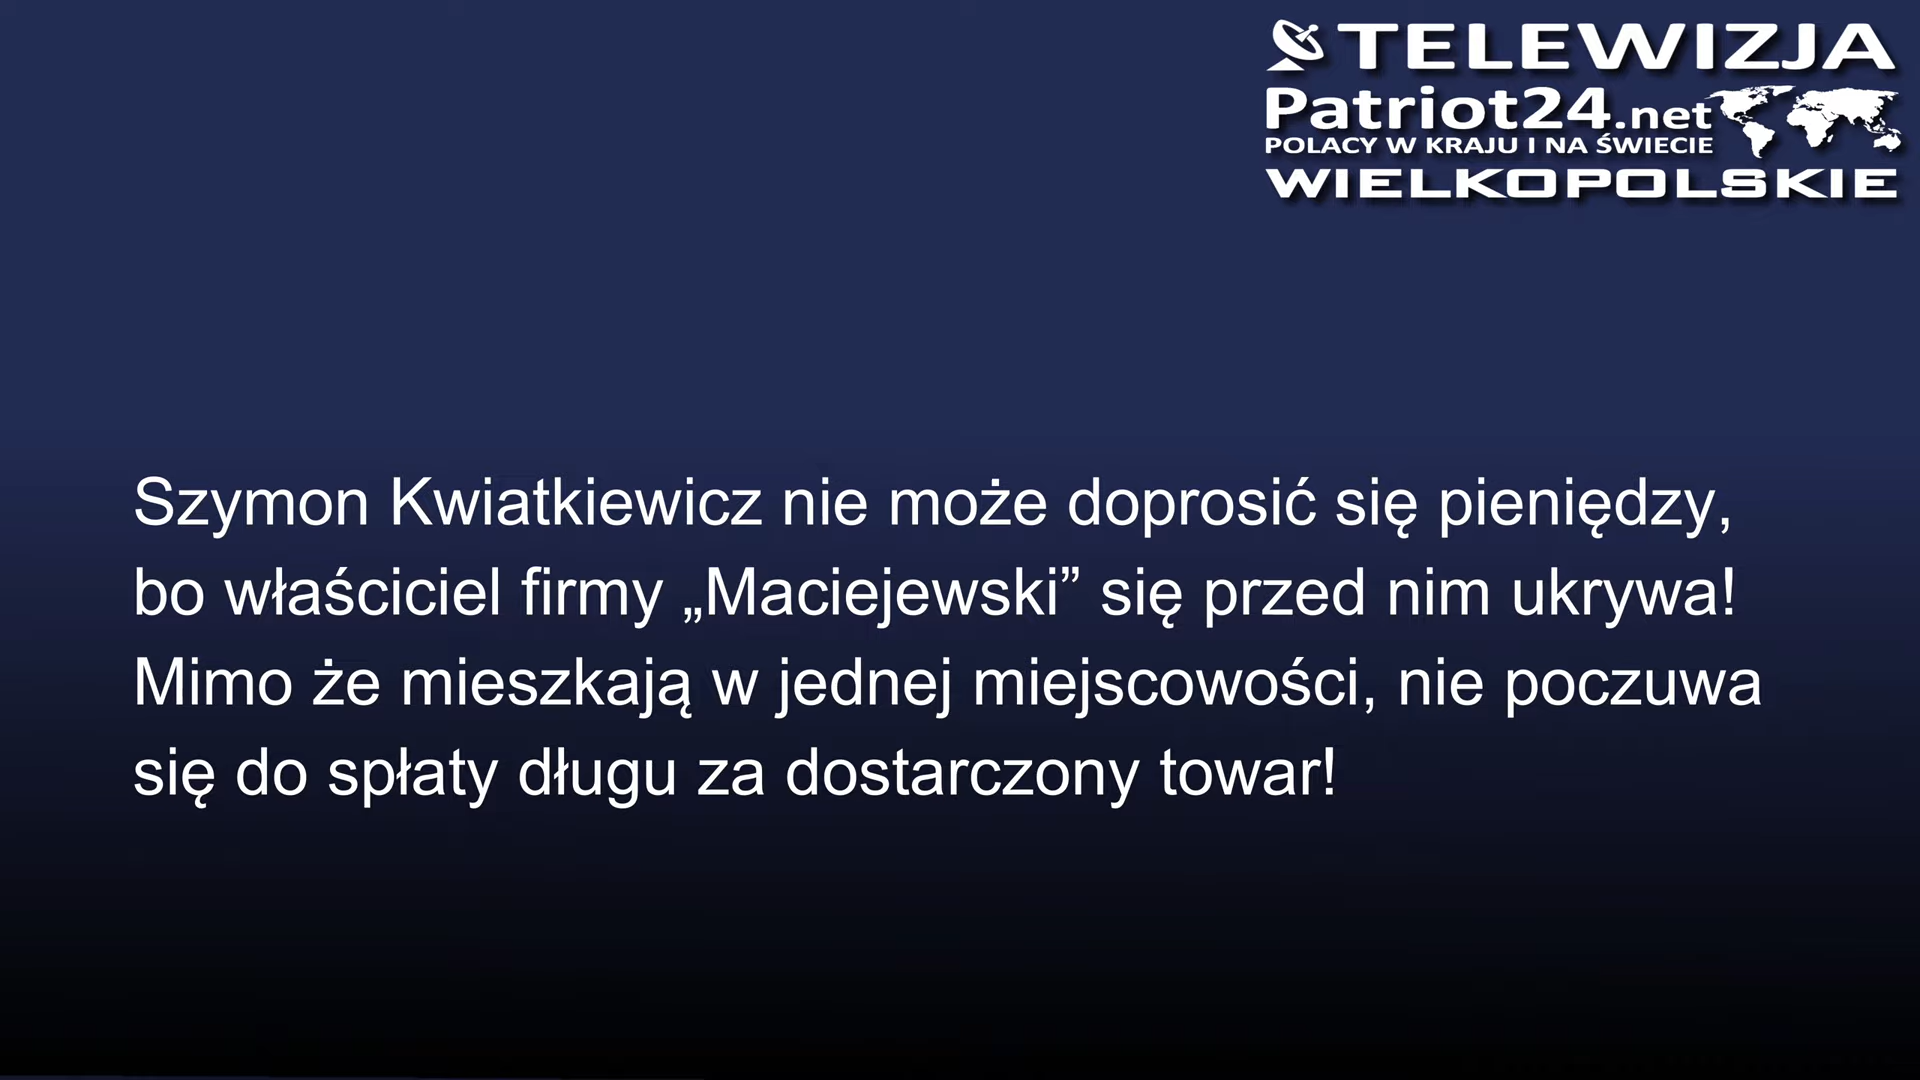 TELEWIZJA
Patriot24.net
POLACY W KRAJU I NA ŚWIECIE
WIELKOPOLSKIE
Szymon Kwiatkiewicz nie może doprosić się pieniędzy,
bo właściciel firmy „Maciejewski” się przed nim ukrywa!
Mimo że mieszkają w jednej miejscowości, nie poczuwa
się do spłaty długu za dostarczony towar!